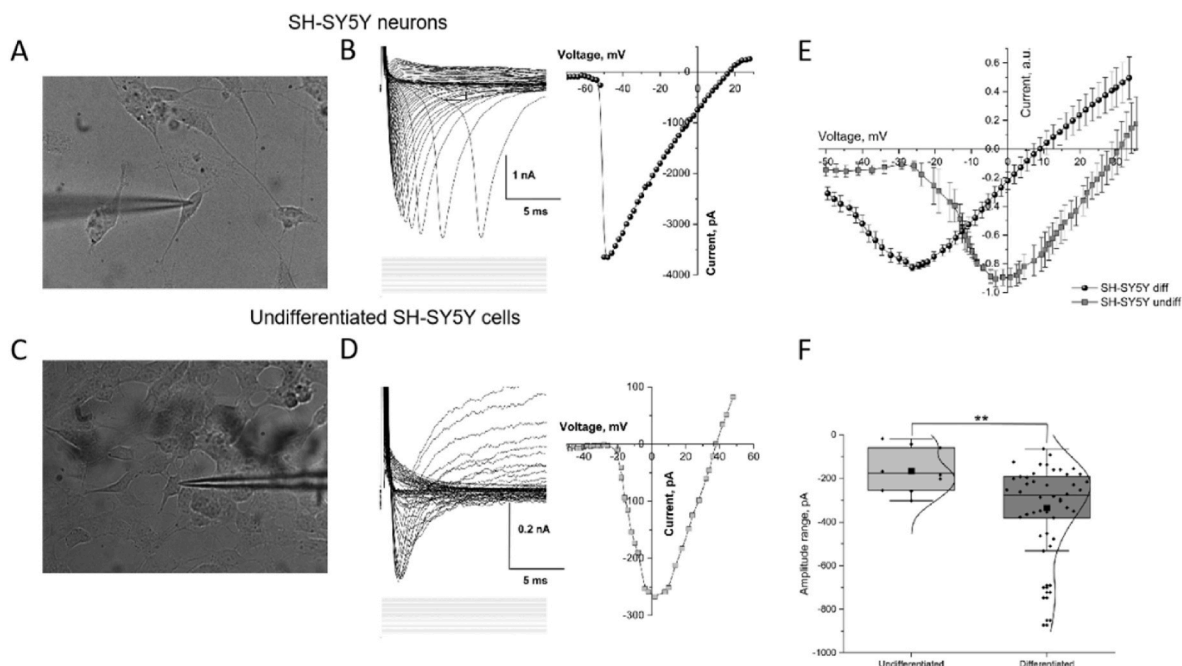 SH-SY5Y neurons
A
B
Voltage, mV
-60 -40 -20 0 20
-1000
-2000
-3000
-4000
Current, pA
1 nA
5 ms
E
Current, a.u.
Voltage, mV
0.6
0.4
0.2
0.0
-0.2
-0.4
-0.6
-0.8
-1.0
-50 -40 -30 -20 -10 0 10 20 30
SH-SY5Y diff
SH-SY5Y undiff
Undifferentiated SH-SY5Y cells
C
D
0.2 nA
5 ms
Voltage, mV
100
0
-40 -20 0 20 40 60
-100
-200
-300
Current, pA
F
**
Amplitude range, pA
0
-200
-400
-600
-800
-1000
Undifferentiated
Differentiated